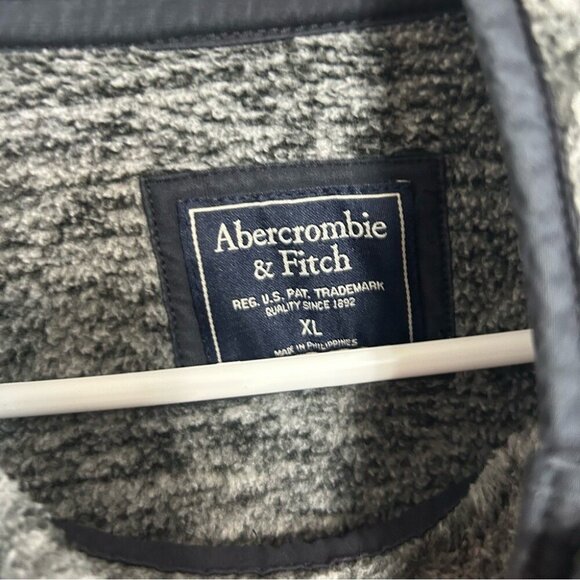 Abercrombie
& Fitch
REG. U.S. PAT. TRADEMARK
QUALITY SINCE 1892
XL
MADE IN PHILIPPINES